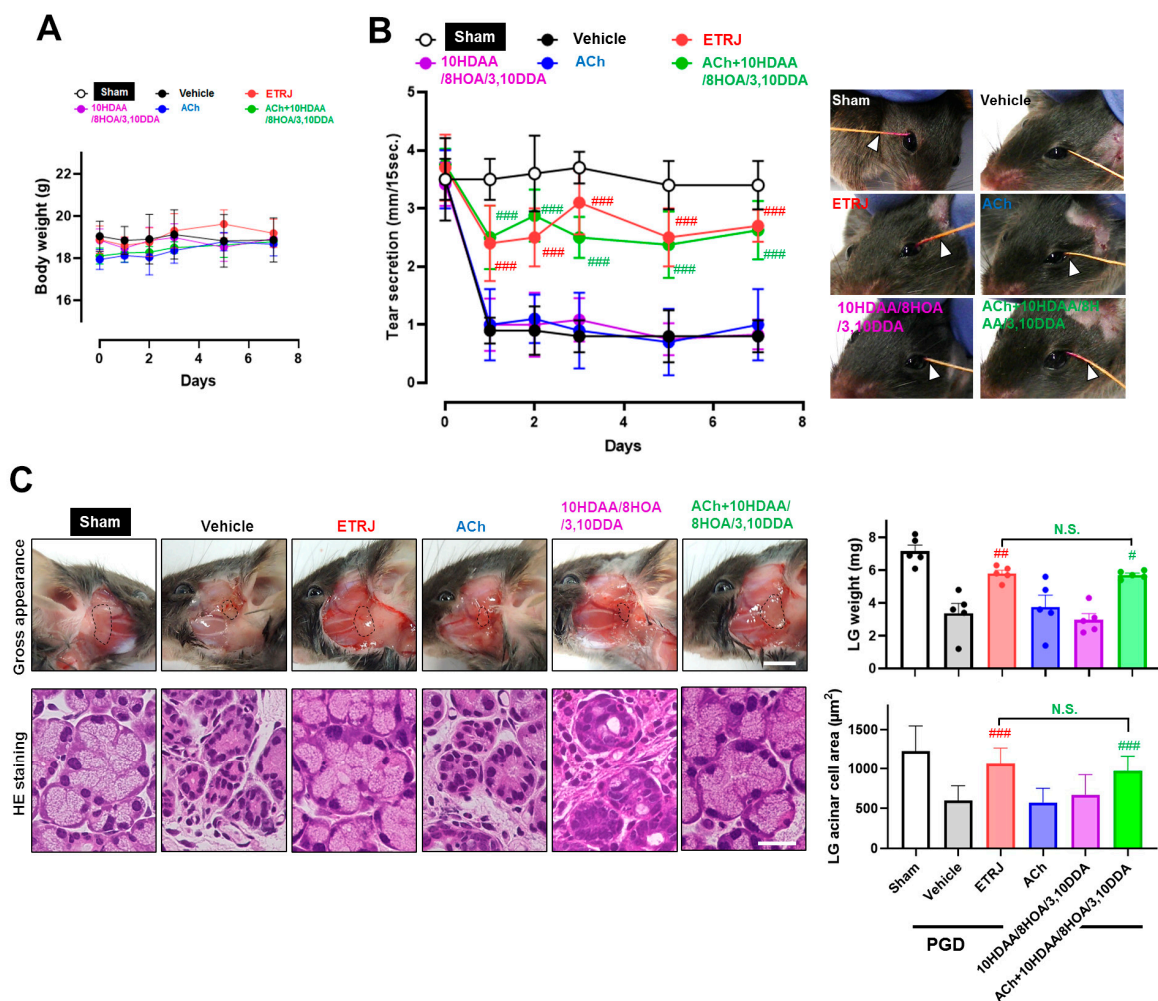 A
Sham
Vehicle
ETRJ
10HDAA
/8HOA/3,10DDA
ACh
ACh+10HDAA
/8HOA/3,10DDA
Body weight (g)
22
20
18
16
0
2
4
6
8
Days
B
Sham
Vehicle
ETRJ
10HDAA
/8HOA/3,10DDA
ACh
ACh+10HDAA
/8HOA/3,10DDA
Tear secretion (mm/15sec.)
5
4
3
2
1
0
###
###
###
###
###
###
###
###
###
###
0
2
4
6
8
Days
Sham
Vehicle
ETRJ
ACh
10HDAA/8HOA
/3,10DDA
ACh+10HDAA/8H
AA/3,10DDA
C
Sham
Vehicle
ETRJ
ACh
10HDAA/8HOA
/3,10DDA
ACh+10HDAA/
8HOA/3,10DDA
Gross appearance
HE staining
LG weight (mg)
8
6
4
2
0
##
N.S.
#
LG acinar cell area (µm²)
1500
1000
500
0
###
N.S.
###
Sham
Vehicle
ETRJ
ACh
10HDAA/8HOA/3,10DDA
ACh+10HDAA/8HOA/3,10DDA
PGD